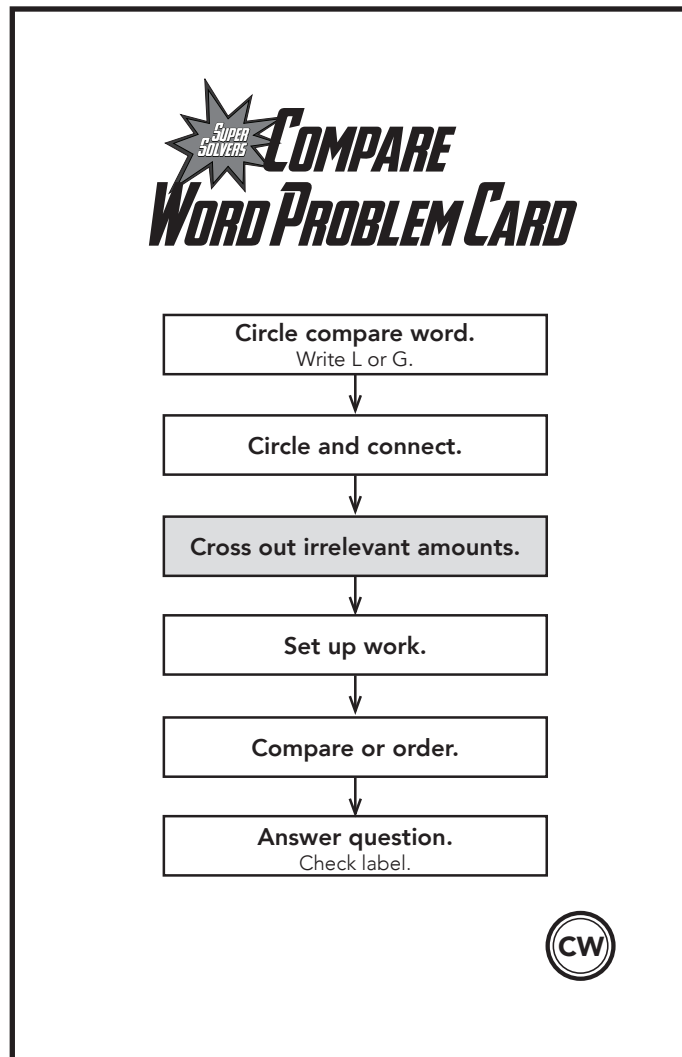 SUPER
SOLVERS
COMPARE
WORD PROBLEM CARD
Circle compare word.
Write L or G.
Circle and connect.
Cross out irrelevant amounts.
Set up work.
Compare or order.
Answer question.
Check label.
CW